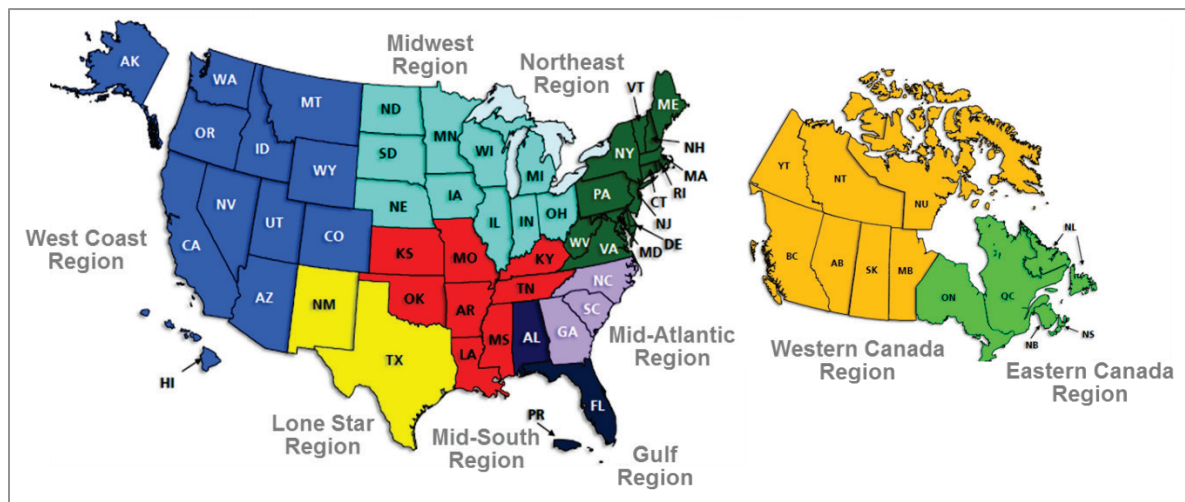 Midwest
Region
Northeast
Region
AK
WA
MT
ND
MN
VT
ME
OR
ID
SD
WI
MI
NY
NH
MA
WY
IA
PA
RI
CT
NJ
NV
UT
NE
IL
IN
OH
DE
MD
West Coast
Region
CA
CO
KS
MO
KY
WV
VA
AZ
NM
OK
AR
TN
NC
SC
TX
LA
MS
AL
GA
Mid-Atlantic
Region
HI
Lone Star
Region
Mid-South
Region
PR
FL
Gulf
Region
YT
NT
NU
NL
BC
AB
SK
MB
ON
QC
NB
NS
Western Canada
Region
Eastern Canada
Region